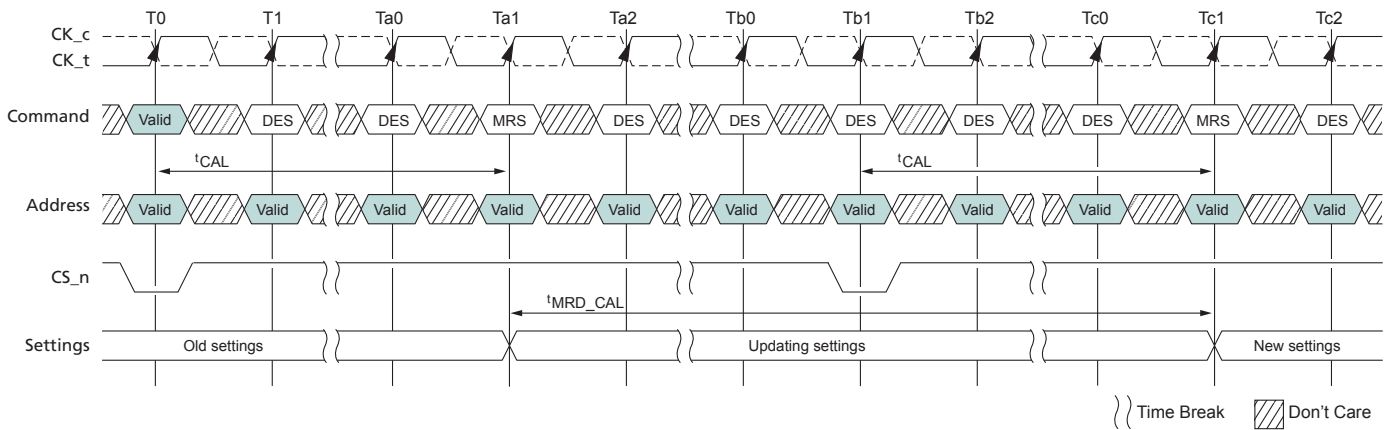 T0 T1 Ta0 Ta1 Ta2 Tb0 Tb1 Tb2 Tc0 Tc1 Tc2
CK_c
CK_t
Command Valid DES DES MRS DES DES DES DES DES MRS DES
tCAL tCAL
Address Valid Valid Valid Valid Valid Valid Valid Valid Valid Valid Valid
CS_n
tMRD_CAL
Settings Old settings Updating settings New settings
Time Break Don't Care